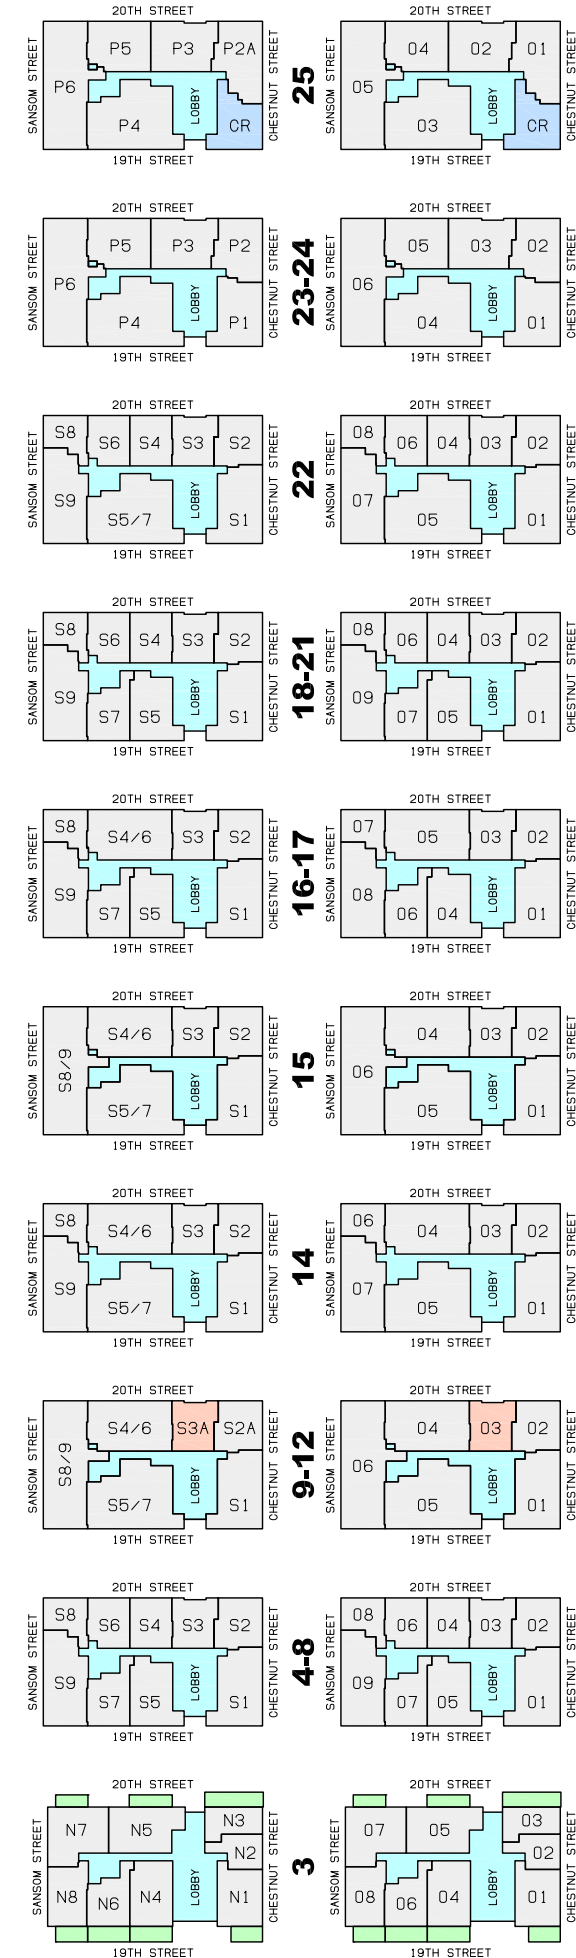 20TH STREET 20TH STREET
SANSOM STREET P5 P3 P2A CHESTNUT STREET SANSOM STREET 04 02 01 CHESTNUT STREET
P6 LOBBY 25 05 LOBBY
P4 CR 03 CR
19TH STREET 19TH STREET
20TH STREET 20TH STREET
SANSOM STREET P5 P3 P2 CHESTNUT STREET SANSOM STREET 05 03 02 CHESTNUT STREET
P6 LOBBY 23-24 06 LOBBY
P4 P1 04 01
19TH STREET 19TH STREET
20TH STREET 20TH STREET
SANSOM STREET S8 S6 S4 S3 S2 CHESTNUT STREET SANSOM STREET 08 06 04 03 02 CHESTNUT STREET
S9 LOBBY 22 07 LOBBY
S5/7 S1 05 01
19TH STREET 19TH STREET
20TH STREET 20TH STREET
SANSOM STREET S8 S6 S4 S3 S2 CHESTNUT STREET SANSOM STREET 08 06 04 03 02 CHESTNUT STREET
S9 LOBBY 18-21 09 LOBBY
S7 S5 S1 07 05 01
19TH STREET 19TH STREET
20TH STREET 20TH STREET
SANSOM STREET S8 S4/6 S3 S2 CHESTNUT STREET SANSOM STREET 07 05 03 02 CHESTNUT STREET
S9 LOBBY 16-17 08 LOBBY
S7 S5 S1 06 04 01
19TH STREET 19TH STREET
20TH STREET 20TH STREET
SANSOM STREET S4/6 S3 S2 CHESTNUT STREET SANSOM STREET 04 03 02 CHESTNUT STREET
S8/9 LOBBY 15 06 LOBBY
S5/7 S1 05 01
19TH STREET 19TH STREET
20TH STREET 20TH STREET
SANSOM STREET S8 S4/6 S3 S2 CHESTNUT STREET SANSOM STREET 06 04 03 02 CHESTNUT STREET
S9 LOBBY 14 07 LOBBY
S5/7 S1 05 01
19TH STREET 19TH STREET
20TH STREET 20TH STREET
SANSOM STREET S4/6 S3A S2A CHESTNUT STREET SANSOM STREET 04 03 02 CHESTNUT STREET
S8/9 LOBBY 9-12 06 LOBBY
S5/7 S1 05 01
19TH STREET 19TH STREET
20TH STREET 20TH STREET
SANSOM STREET S8 S6 S4 S3 S2 CHESTNUT STREET SANSOM STREET 08 06 04 03 02 CHESTNUT STREET
S9 LOBBY 4-8 09 LOBBY
S7 S5 S1 07 05 01
19TH STREET 19TH STREET
20TH STREET 20TH STREET
SANSOM STREET N7 N5 N3 CHESTNUT STREET SANSOM STREET 07 05 03 CHESTNUT STREET
N2 3 02
N8 N6 N4 LOBBY N1 08 06 04 LOBBY 01
19TH STREET 19TH STREET